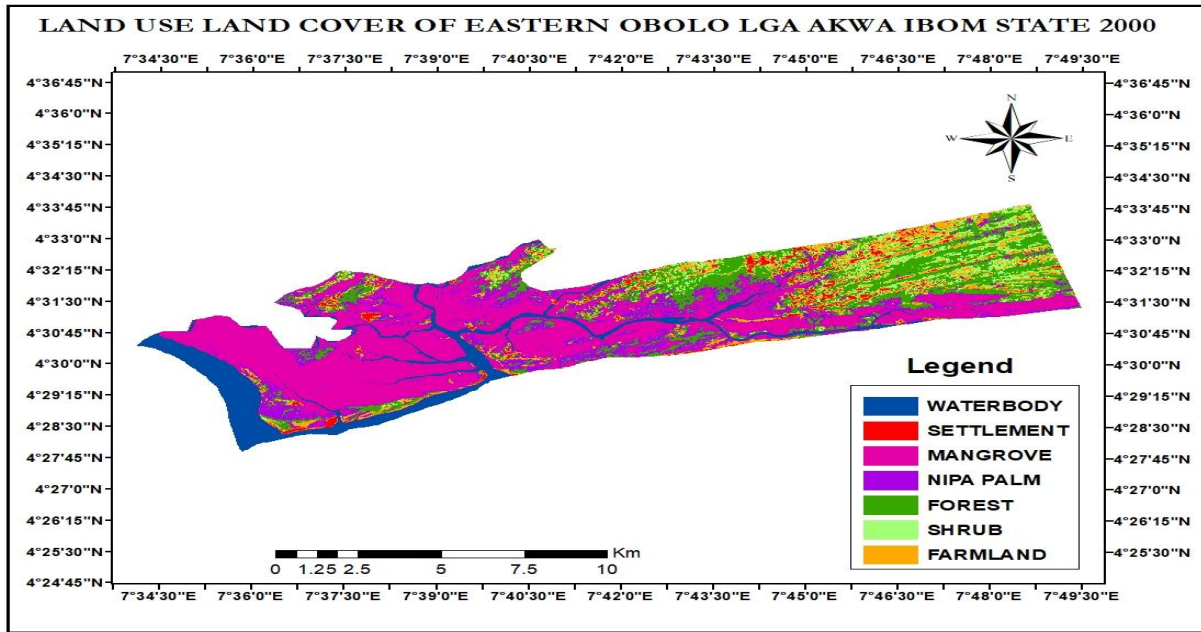 LAND USE LAND COVER OF EASTERN OBOLO LGA AKWA IBOM STATE 2000
7°34'30"E 7°36'0"E 7°37'30"E 7°39'0"E 7°40'30"E 7°42'0"E 7°43'30"E 7°45'0"E 7°46'30"E 7°48'0"E 7°49'30"E
4°36'45"N 4°36'45"N
4°36'0"N 4°36'0"N
N
4°35'15"N W E 4°35'15"N
4°34'30"N S 4°34'30"N
4°33'45"N 4°33'45"N
4°33'0"N 4°33'0"N
4°32'15"N 4°32'15"N
4°31'30"N 4°31'30"N
4°30'45"N 4°30'45"N
4°30'0"N 4°30'0"N
4°29'15"N 4°29'15"N
4°28'30"N 4°28'30"N
4°27'45"N 4°27'45"N
4°27'0"N 4°27'0"N
4°26'15"N 4°26'15"N
4°25'30"N 4°25'30"N
4°24'45"N
Legend
WATERBODY
SETTLEMENT
MANGROVE
NIPA PALM
FOREST
SHRUB
FARMLAND
Km
0 1.25 2.5 5 7.5 10
7°34'30"E 7°36'0"E 7°37'30"E 7°39'0"E 7°40'30"E 7°42'0"E 7°43'30"E 7°45'0"E 7°46'30"E 7°48'0"E 7°49'30"E